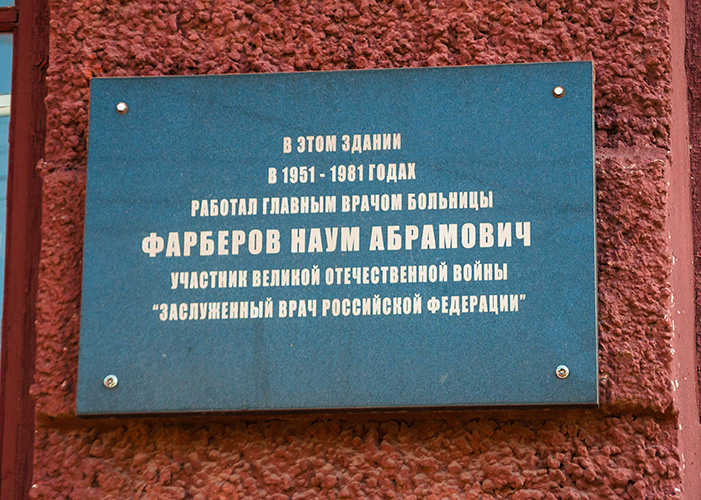 В ЭТОМ ЗДАНИИ
В 1951 - 1981 ГОДАХ
РАБОТАЛ ГЛАВНЫМ ВРАЧОМ БОЛЬНИЦЫ
ФАРБЕРОВ НАУМ АБРАМОВИЧ
УЧАСТНИК ВЕЛИКОЙ ОТЕЧЕСТВЕННОЙ ВОЙНЫ
“ЗАСЛУЖЕННЫЙ ВРАЧ РОССИЙСКОЙ ФЕДЕРАЦИИ”